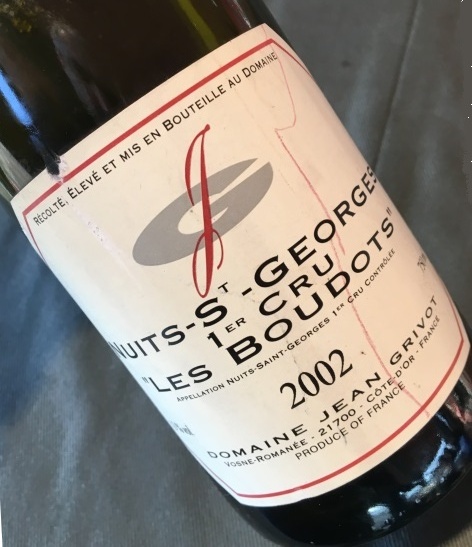 RÉCOLTÉ, ÉLEVÉ ET MIS EN BOUTEILLE AU DOMAINE
JG
NUITS-ST-GEORGES
1ER CRU
"LES BOUDOTS"
APPELLATION NUITS-SAINT-GEORGES 1ER CRU CONTRÔLÉE
2002
DOMAINE JEAN GRIVOT
VOSNE-ROMANÉE - 21700 - CÔTE-D'OR - FRANCE
PRODUCE OF FRANCE